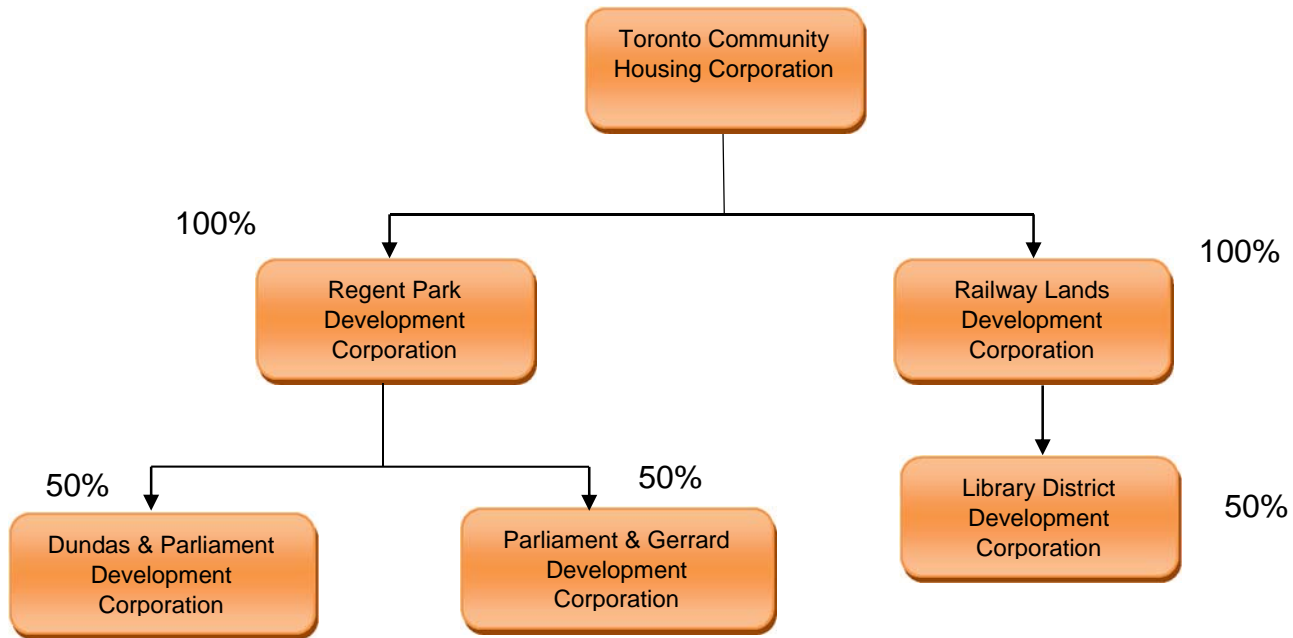 Toronto Community
Housing Corporation
100%
100%
Regent Park
Development
Corporation
Railway Lands
Development
Corporation
50%
50%
50%
Dundas & Parliament
Development
Corporation
Parliament & Gerrard
Development
Corporation
Library District
Development
Corporation